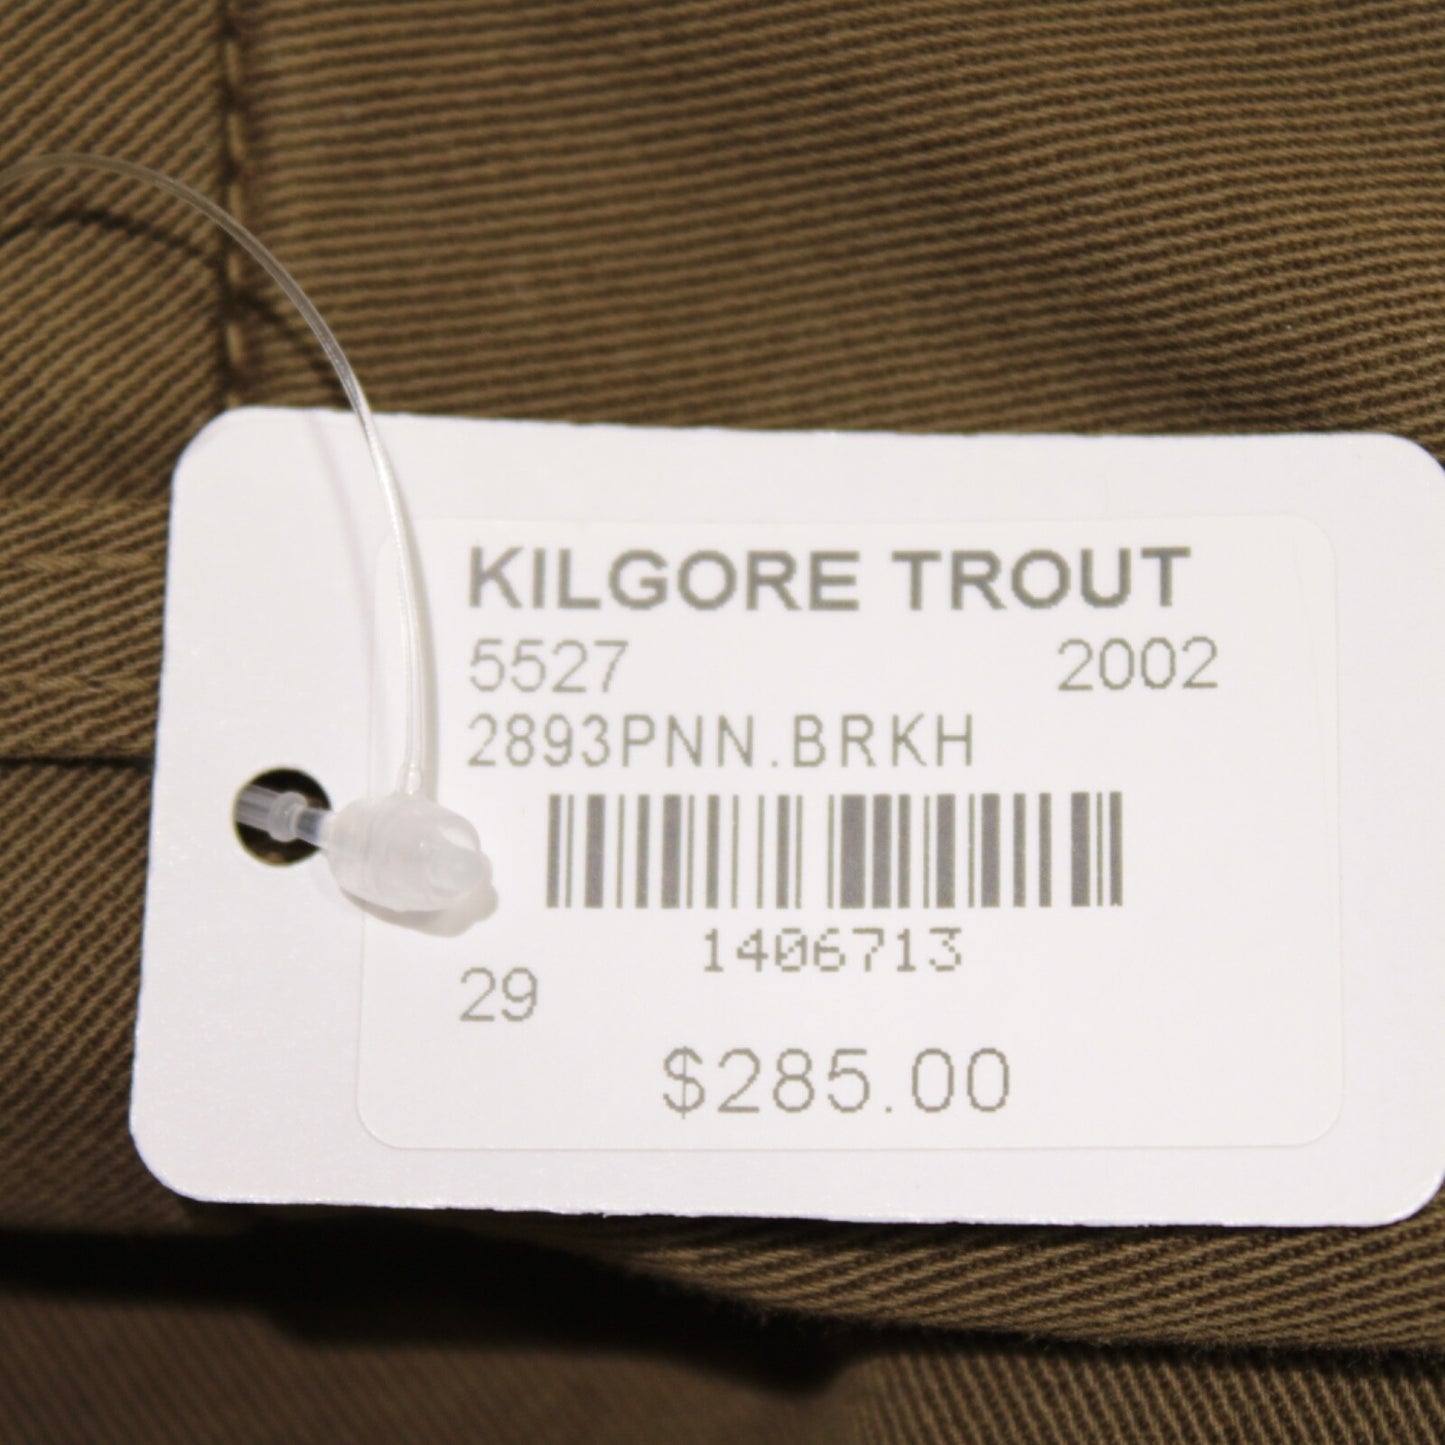 KILGORE TROUT
5527 2002
2893PNN.BRKH
1406713
29
$285.00